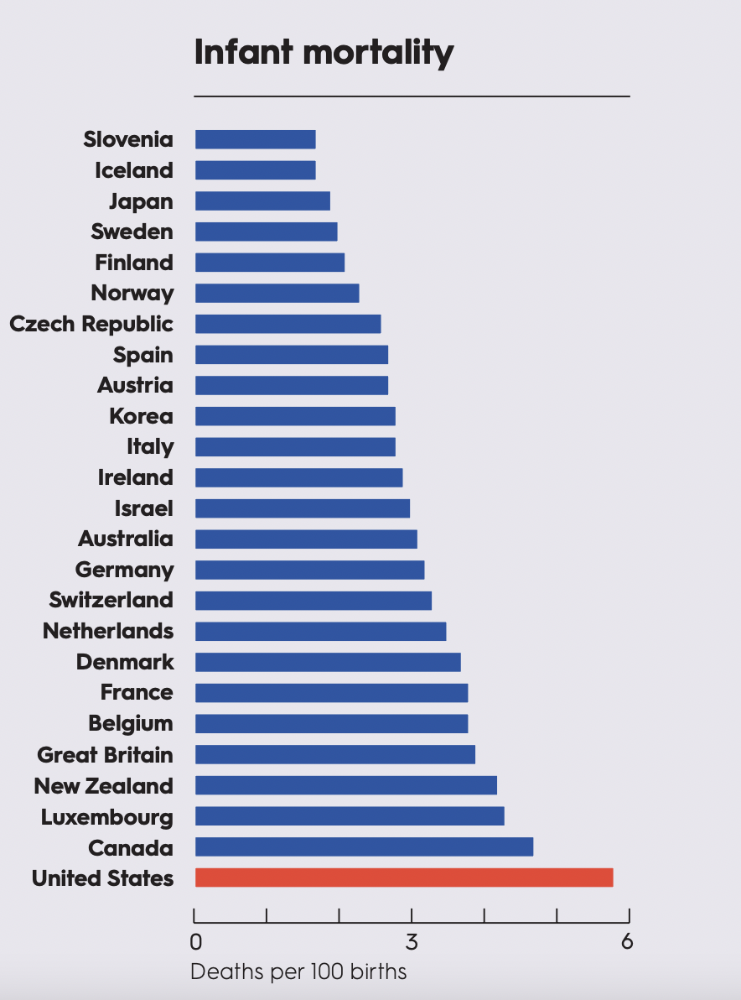 Infant mortality
Slovenia
Iceland
Japan
Sweden
Finland
Norway
Czech Republic
Spain
Austria
Korea
Italy
Ireland
Israel
Australia
Germany
Switzerland
Netherlands
Denmark
France
Belgium
Great Britain
New Zealand
Luxembourg
Canada
United States
0 3 6
Deaths per 100 births